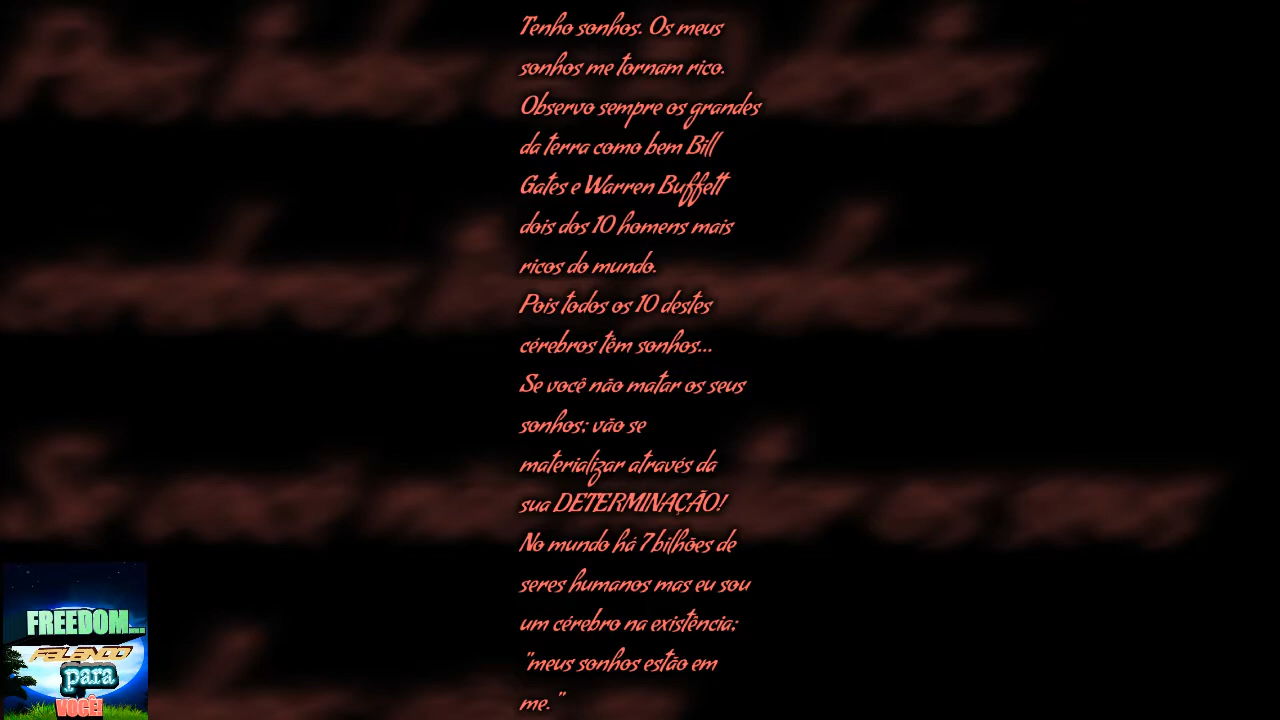 Tenho sonhos. Os meus
sonhos me tornam rico.
Observo sempre os grandes
da terra como bem Bill
Gates e Warren Buffett
dois dos 10 homens mais
ricos do mundo.
Pois todos os 10 destes
cérebros têm sonhos...
Se você não matar os seus
sonhos; vão se
materializar através da
sua DETERMINAÇÃO!
No mundo há 7 bilhões de
seres humanos mas eu sou
um cérebro na existência;
"meus sonhos estão em
me."
FREEDOM...
FALANDO
para
VOCÊ!